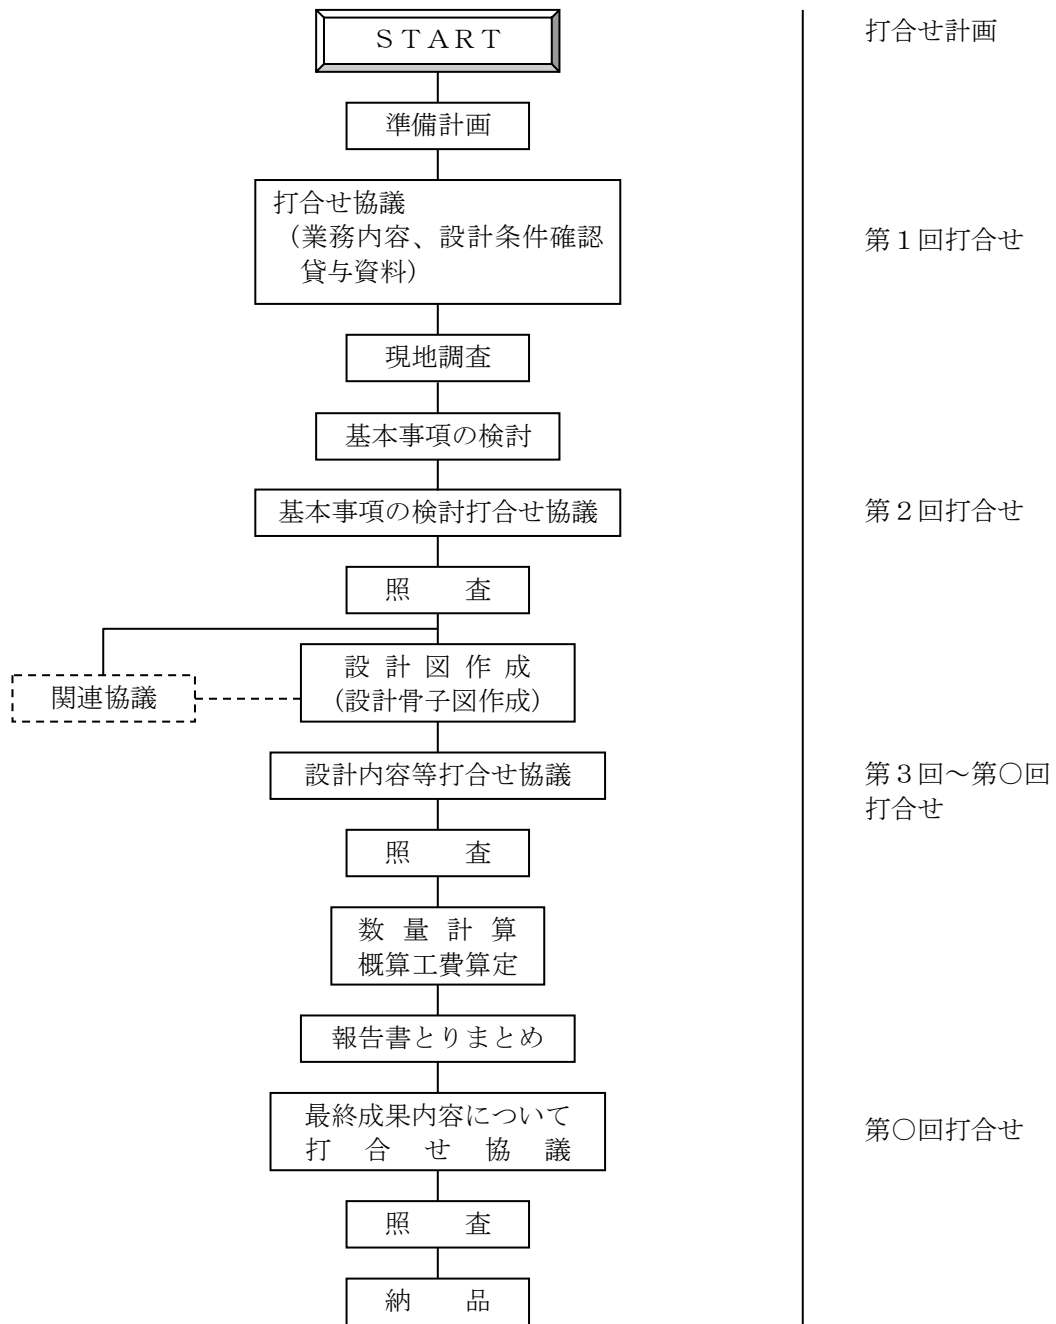 ＳＴＡＲＴ
打合せ計画
準備計画
打合せ協議
（業務内容、設計条件確認
貸与資料）
第１回打合せ
現地調査
基本事項の検討
基本事項の検討打合せ協議
第２回打合せ
照　　査
設 計 図 作 成
（設計骨子図作成）
関連協議
設計内容等打合せ協議
第３回～第○回
打合せ
照　　査
数 量 計 算
概算工費算定
報告書とりまとめ
最終成果内容について
打 合 せ 協 議
第○回打合せ
照　　査
納　　品